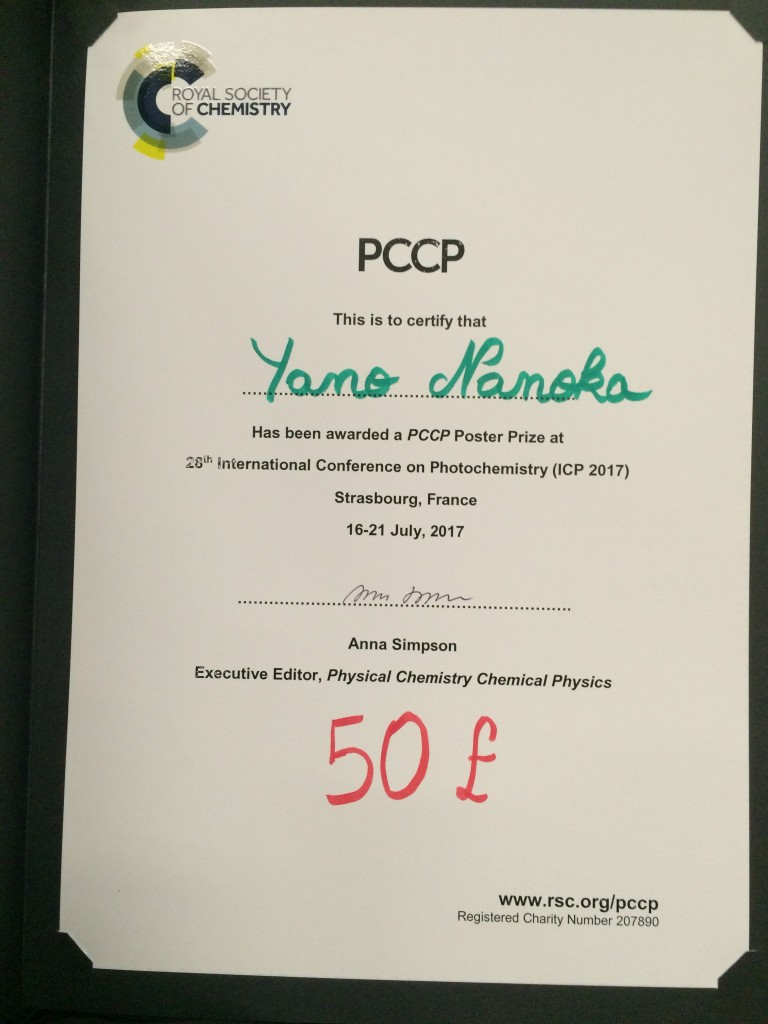 ROYAL SOCIETY
OF CHEMISTRY
PCCP
This is to certify that
Yano Nanoka
Has been awarded a PCCP Poster Prize at
28th International Conference on Photochemistry (ICP 2017)
Strasbourg, France
16-21 July, 2017
Anna Simpson
Executive Editor, Physical Chemistry Chemical Physics
50 £
www.rsc.org/pccp
Registered Charity Number 207890